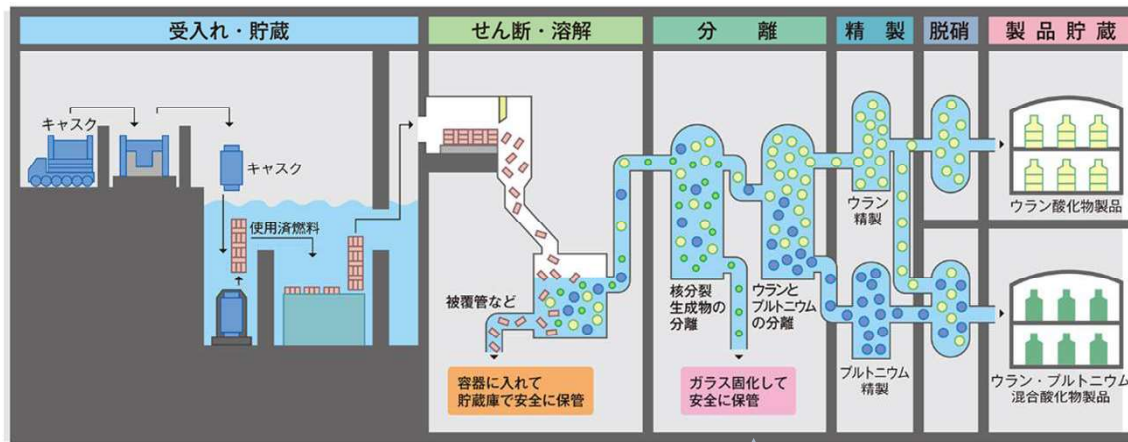 受入れ・貯蔵
せん断・溶解
分離
精製
脱硝
製品貯蔵
キャスク
キャスク
使用済燃料
被覆管など
容器に入れて
貯蔵庫で安全に保管
核分裂
生成物の
分離
ウランと
プルトニウム
の分離
ガラス固化して
安全に保管
ウラン
精製
プルトニウム
精製
ウラン酸化物製品
ウラン・プルトニウム
混合酸化物製品